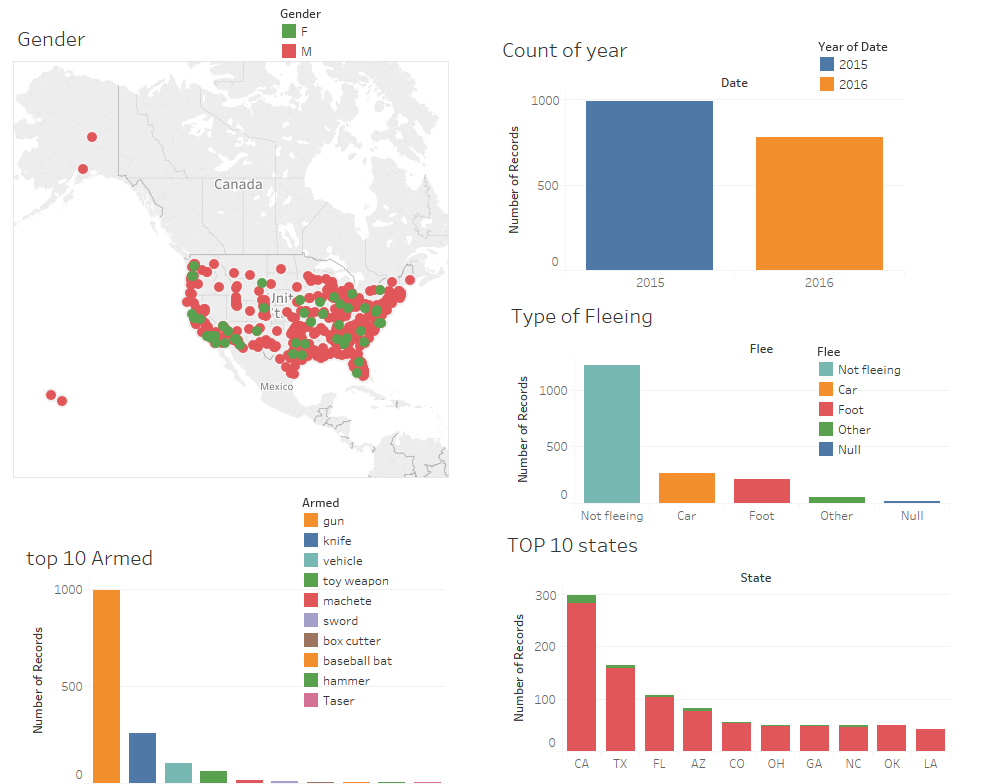 Gender
Gender
F
M
Canada
Unit
t
Mexico
Count of year
Year of Date
2015
2016
Date
Number of Records
1000
500
0
2015
2016
Type of Fleeing
Flee
Flee
Not fleeing
Car
Foot
Other
Null
Number of Records
1000
500
0
Not fleeing
Car
Foot
Other
Null
top 10 Armed
Armed
gun
knife
vehicle
toy weapon
machete
sword
box cutter
baseball bat
hammer
Taser
Number of Records
1000
500
0
TOP 10 states
State
Number of Records
300
200
100
0
CA
TX
FL
AZ
CO
OH
GA
NC
OK
LA